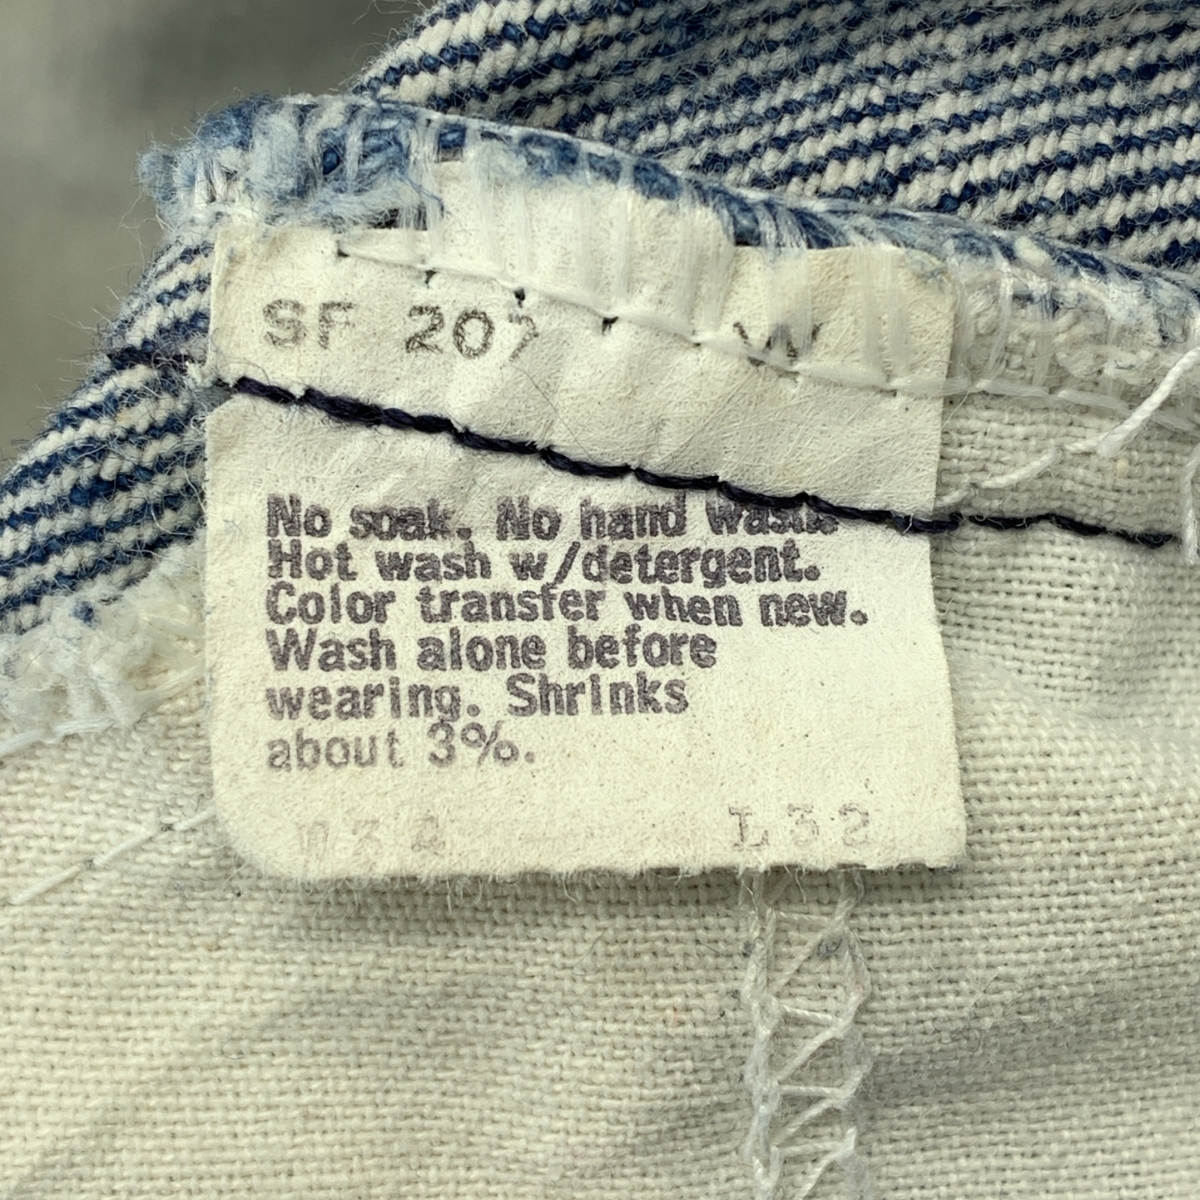 SF 207 W
No soak. No hand wash.
Hot wash w/detergent.
Color transfer when new.
Wash alone before
wearing. Shrinks
about 3%.
L32